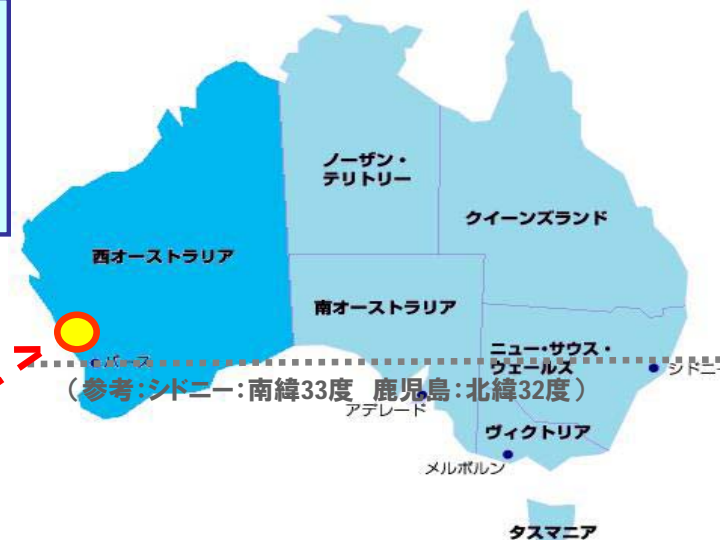 ノーザン・
テリトリー
クイーンズランド
西オーストラリア
南オーストラリア
ニュー・サウス・
ウェールズ
パース
シドニ
（参考：シドニー：南緯33度 鹿児島：北緯32度）
アデレード
ヴィクトリア
メルボルン
タスマニア